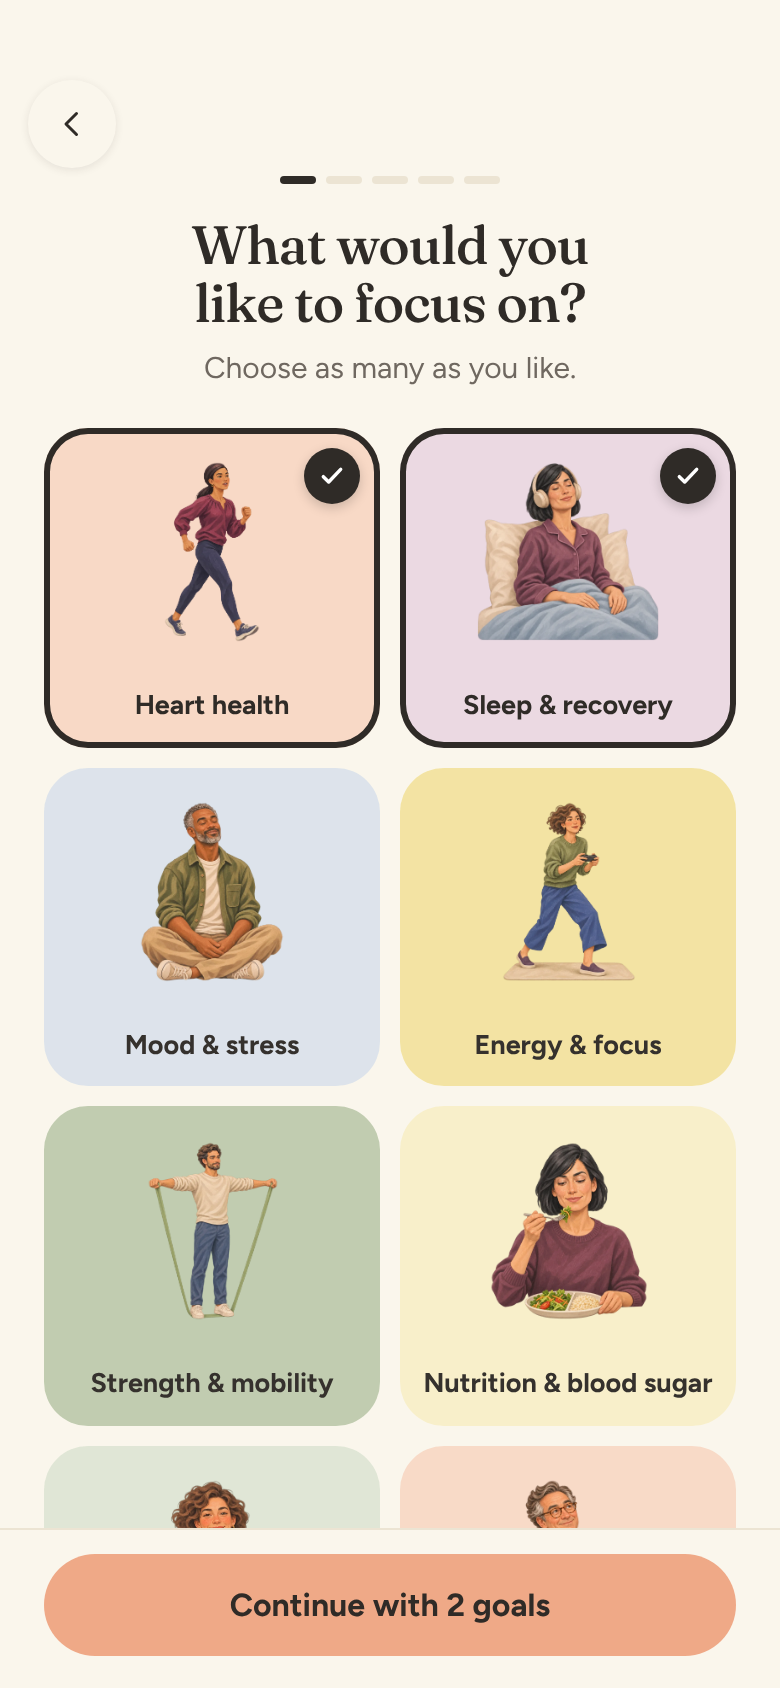 What would you
like to focus on?
Choose as many as you like.
Heart health
Sleep & recovery
Mood & stress
Energy & focus
Strength & mobility
Nutrition & blood sugar
Continue with 2 goals